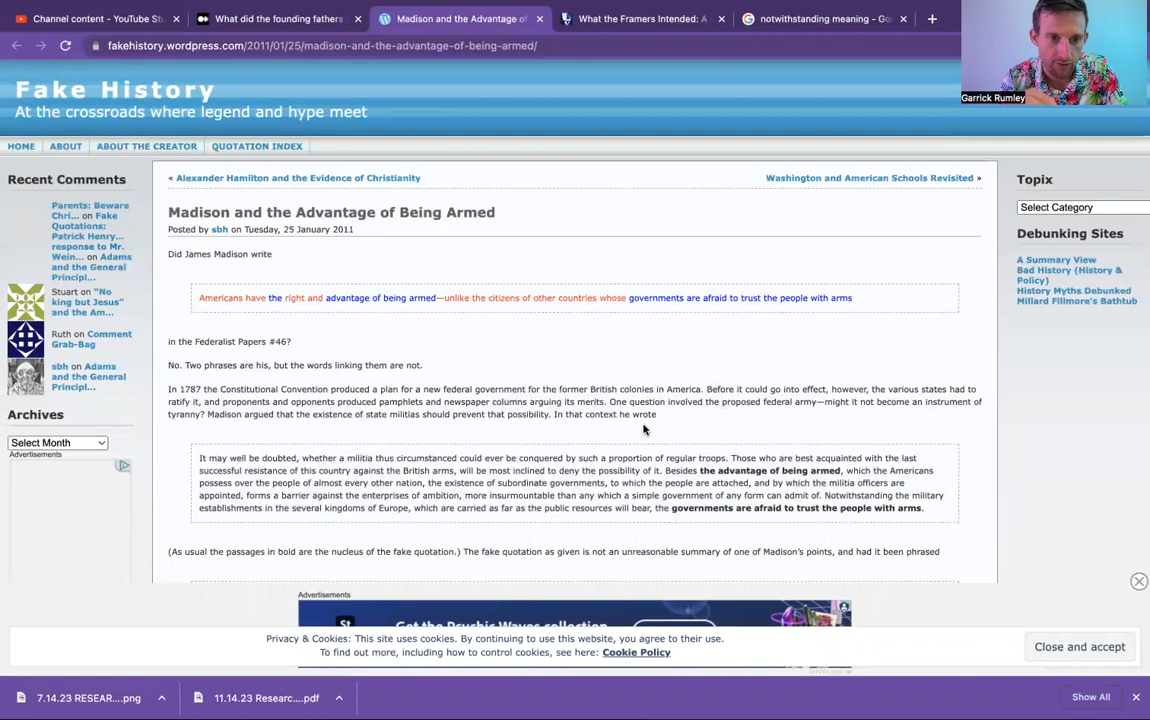 Channel content - YouTube St
What did the founding fathers
Madison and the Advantage of
What the Framers Intended: A
notwithstanding meaning - Go
fakehistory.wordpress.com/2011/01/25/madison-and-the-advantage-of-being-armed/
Garrick Rumley
Fake History
At the crossroads where legend and hype meet
HOME ABOUT ABOUT THE CREATOR QUOTATION INDEX
Recent Comments
Parents: Beware
Chri... on Fake
Quotations:
Patrick Henry...
response to Mr.
Wein... on Adams
and the General
Principl...
Stuart on "No
king but Jesus"
and the Am...
Ruth on Comment
Grab-Bag
sbh on Adams
and the General
Principl...
Archives
Select Month
Advertisements
« Alexander Hamilton and the Evidence of Christianity
Washington and American Schools Revisited »
Madison and the Advantage of Being Armed
Posted by sbh on Tuesday, 25 January 2011
Did James Madison write
Americans have the right and advantage of being armed—unlike the citizens of other countries whose governments are afraid to trust the people with arms
in the Federalist Papers #46?
No. Two phrases are his, but the words linking them are not.
In 1787 the Constitutional Convention produced a plan for a new federal government for the former British colonies in America. Before it could go into effect, however, the various states had to
ratify it, and proponents and opponents produced pamphlets and newspaper columns arguing its merits. One question involved the proposed federal army—might it not become an instrument of
tyranny? Madison argued that the existence of state militias should prevent that possibility. In that context he wrote
It may well be doubted, whether a militia thus circumstanced could ever be conquered by such a proportion of regular troops. Those who are best acquainted with the last
successful resistance of this country against the British arms, will be most inclined to deny the possibility of it. Besides the advantage of being armed, which the Americans
possess over the people of almost every other nation, the existence of subordinate governments, to which the people are attached, and by which the militia officers are
appointed, forms a barrier against the enterprises of ambition, more insurmountable than any which a simple government of any form can admit of. Notwithstanding the military
establishments in the several kingdoms of Europe, which are carried as far as the public resources will bear, the governments are afraid to trust the people with arms.
(As usual the passages in bold are the nucleus of the fake quotation.) The fake quotation as given is not an unreasonable summary of one of Madison's points, and had it been phrased
Topix
Select Category
Debunking Sites
A Summary View
Bad History (History &
Policy)
History Myths Debunked
Millard Fillmore's Bathtub
Advertisements
St
Get the Psychic Waves collection
Privacy & Cookies: This site uses cookies. By continuing to use this website, you agree to their use.
To find out more, including how to control cookies, see here: Cookie Policy
Close and accept
7.14.23 RESEAR....png
11.14.23 Researc....pdf
Show All